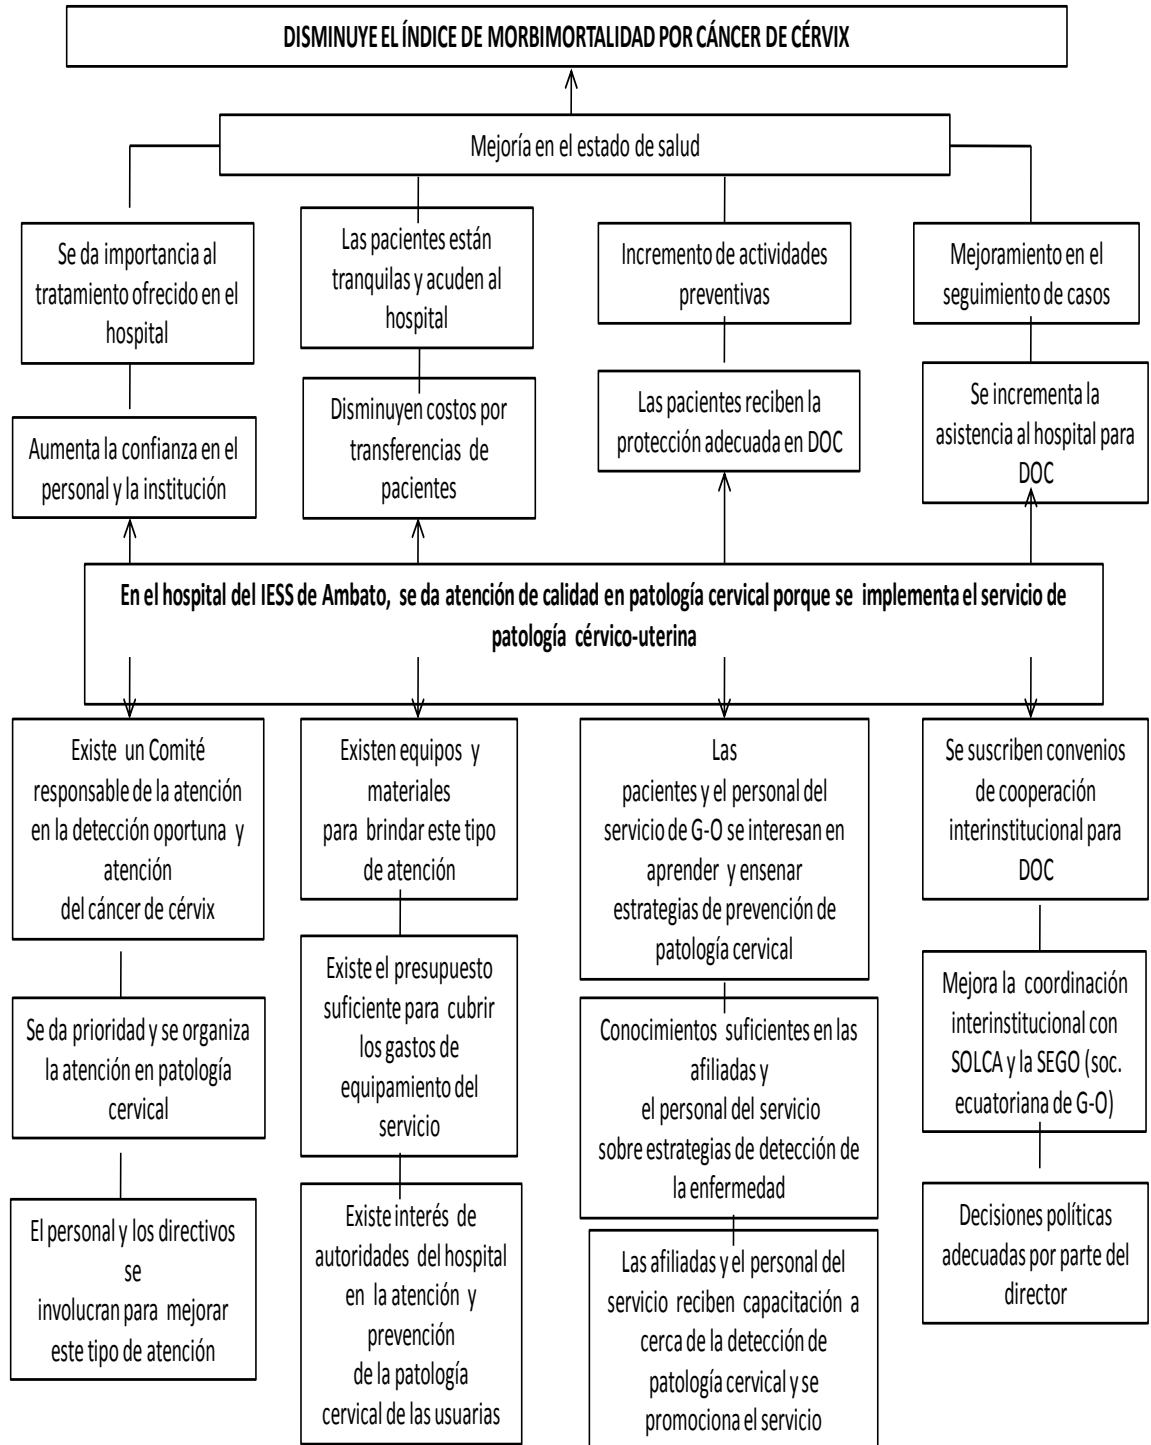 DISMINUYE EL ÍNDICE DE MORBIMORTALIDAD POR CÁNCER DE CÉRVIX
Mejoría en el estado de salud
Se da importancia al
tratamiento ofrecido en el
hospital
Las pacientes están
tranquilas y acuden al
hospital
Incremento de actividades
preventivas
Mejoramiento en el
seguimiento de casos
Aumenta la confianza en el
personal y la institución
Disminuyen costos por
transferencias de
pacientes
Las pacientes reciben la
protección adecuada en DOC
Se incrementa la
asistencia al hospital para
DOC
En el hospital del IESS de Ambato, se da atención de calidad en patología cervical porque se implementa el servicio de
patología cérvico-uterina
Existe un Comité
responsable de la atención
en la detección oportuna y
atención
del cáncer de cérvix
Existen equipos y
materiales
para brindar este tipo
de atención
Las
pacientes y el personal del
servicio de G-O se interesan en
aprender y ensenar
estrategias de prevención de
patología cervical
Se suscriben convenios
de cooperación
interinstitucional para
DOC
Se da prioridad y se organiza
la atención en patología
cervical
Existe el presupuesto
suficiente para cubrir
los gastos de
equipamiento del
servicio
Conocimientos suficientes en las
afiliadas y
el personal del servicio
sobre estrategias de detección de
la enfermedad
Mejora la coordinación
interinstitucional con
SOLCA y la SEGO (soc.
ecuatoriana de G-O)
El personal y los directivos
se
involucran para mejorar
este tipo de atención
Existe interés de
autoridades del hospital
en la atención y
prevención
de la patología
cervical de las usuarias
Las afiliadas y el personal del
servicio reciben capacitación a
cerca de la detección de
patología cervical y se
promociona el servicio
Decisiones políticas
adecuadas por parte del
director